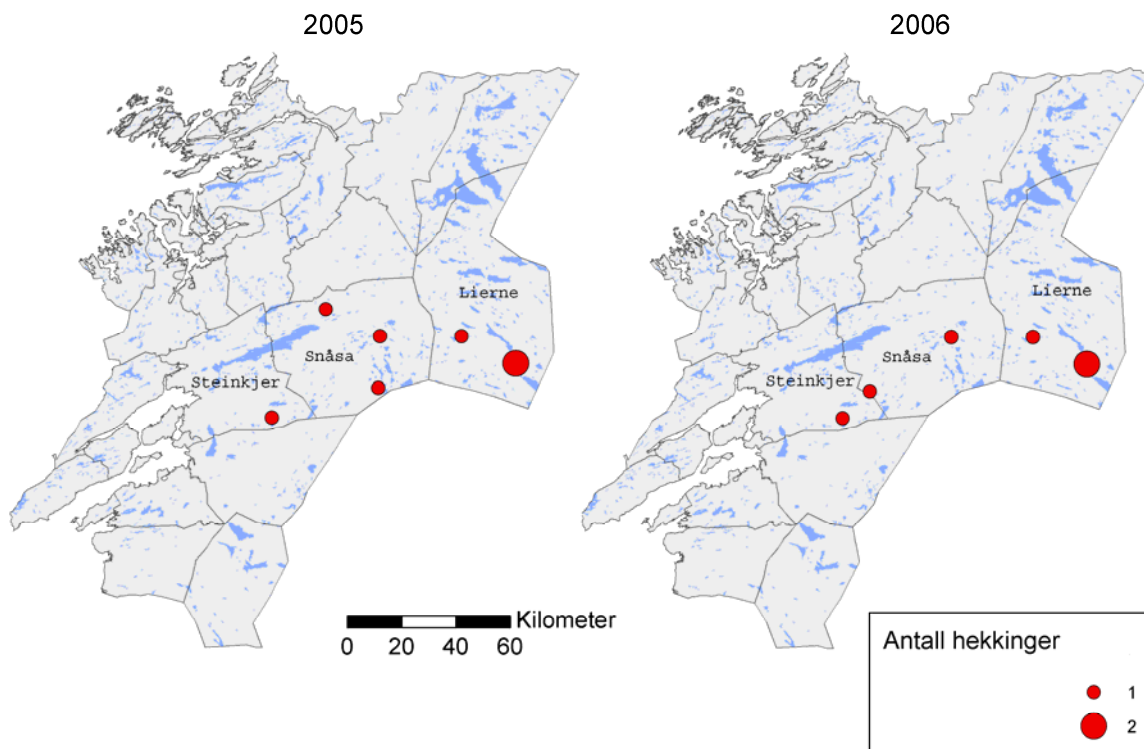 2005
2006
Lierne
Snåsa
Steinkjer
Lierne
Snåsa
Steinkjer
Kilometer
0 20 40 60
Antall hekkinger
1
2